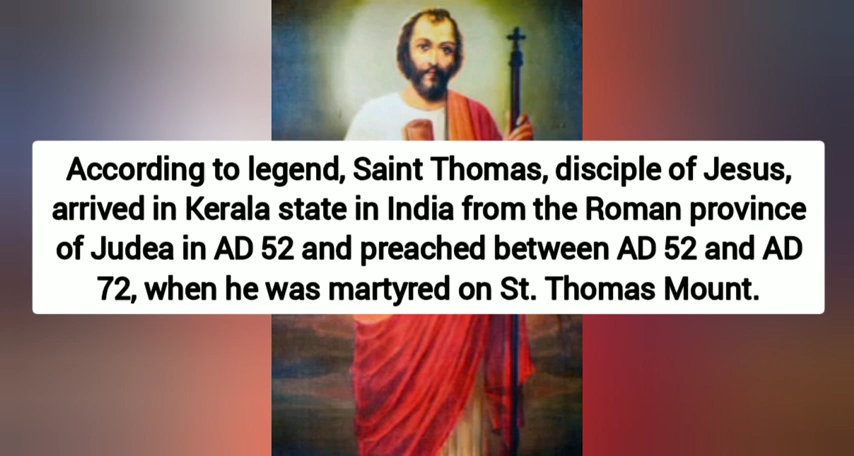 According to legend, Saint Thomas, disciple of Jesus,
arrived in Kerala state in India from the Roman province
of Judea in AD 52 and preached between AD 52 and AD
72, when he was martyred on St. Thomas Mount.